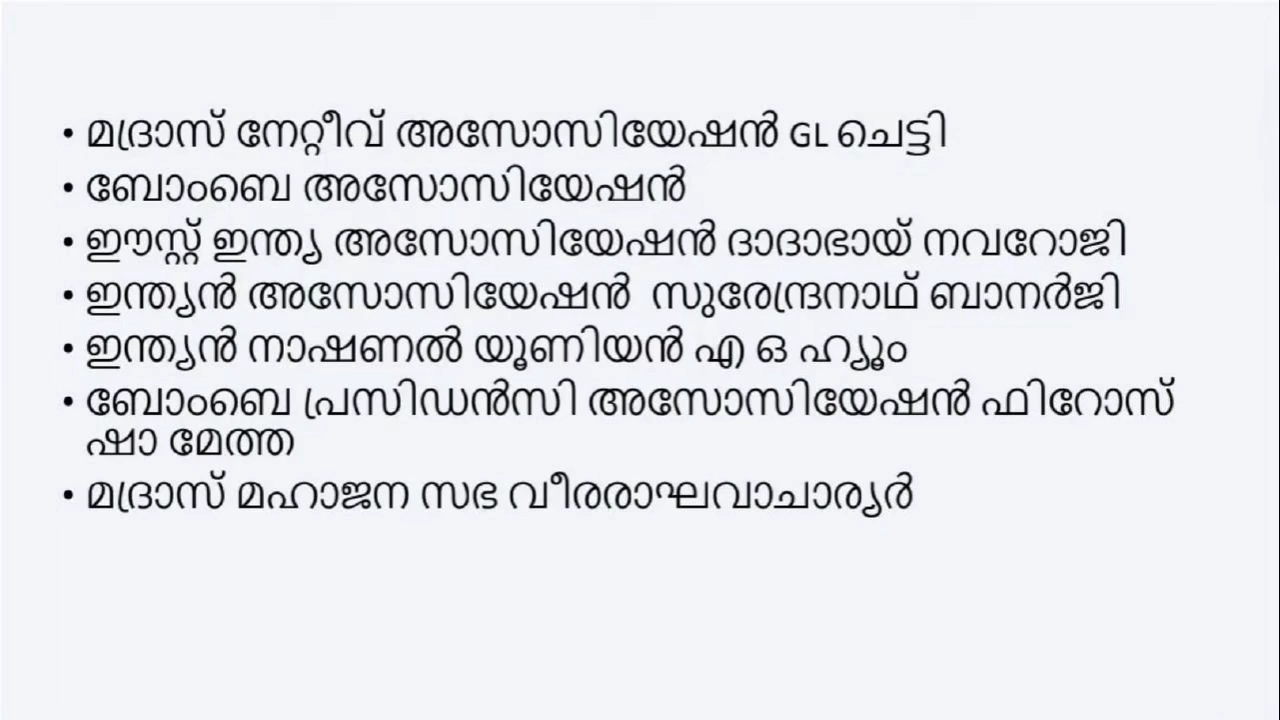 • മദ്രാസ് നേറ്റീവ് അസോസിയേഷൻ GL ചെട്ടി
• ബോംബെ അസോസിയേഷൻ
• ഈസ്റ്റ് ഇന്ത്യ അസോസിയേഷൻ ദാദാഭായ് നവറോജി
• ഇന്ത്യൻ അസോസിയേഷൻ സുരേന്ദ്രനാഥ് ബാനർജി
• ഇന്ത്യൻ നാഷണൽ യൂണിയൻ എ ഒ ഹ്യൂം
• ബോംബെ പ്രസിഡൻസി അസോസിയേഷൻ ഫിറോസ്
ഷാ മേത്ത
• മദ്രാസ് മഹാജന സഭ വീരരാഘവാചാര്യർ